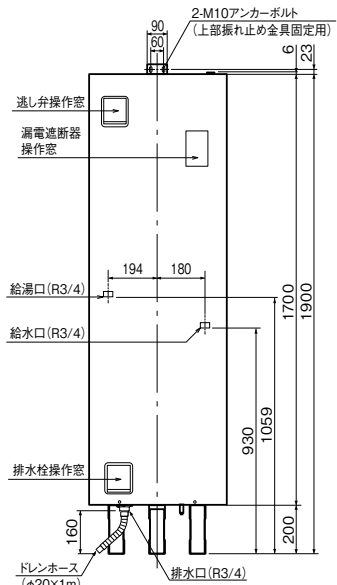 2-M10アンカーボルト
(上部振れ止め金具固定用)
90
60
6
23
逃し弁操作窓
漏電遮断器
操作窓
194
180
給湯口(R3/4)
給水口(R3/4)
1700
1900
1059
930
排水栓操作窓
160
200
ドレンホース
(φ20×1m)
排水口(R3/4)